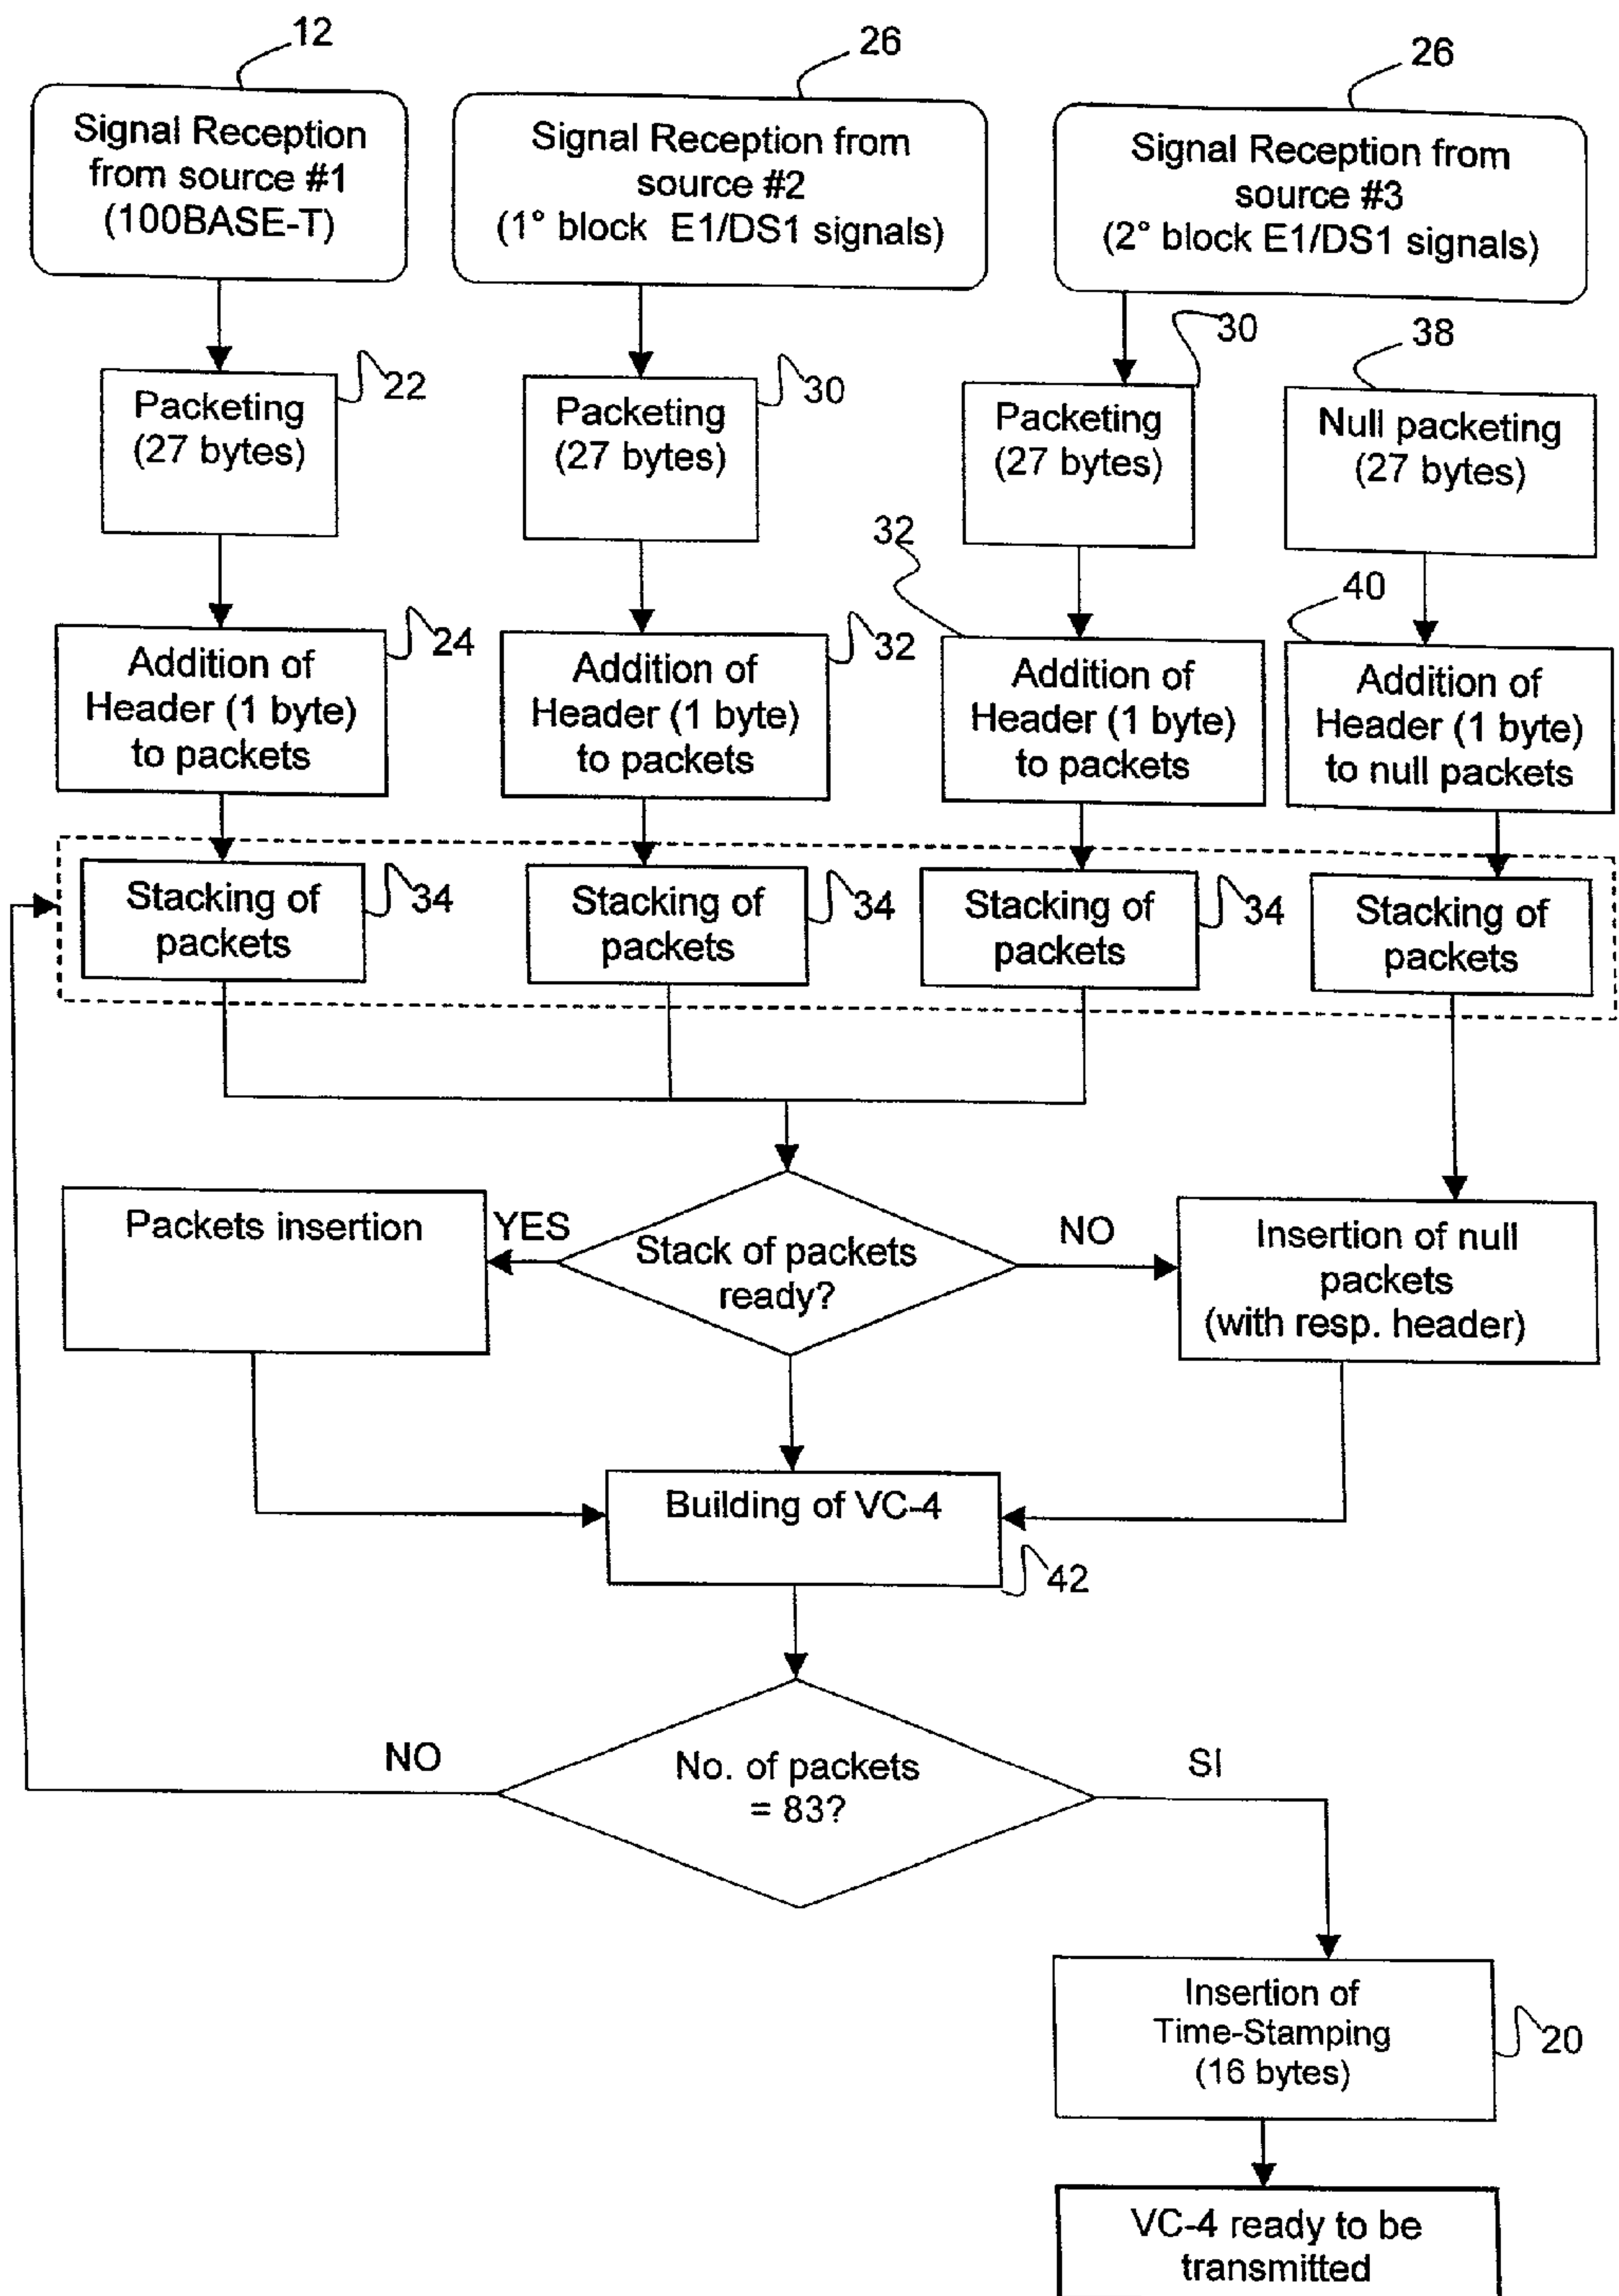 12
26
26
Signal Reception
from source #1
(100BASE-T)
Signal Reception from
source #2
(1° block E1/DS1 signals)
Signal Reception from
source #3
(2° block E1/DS1 signals)
Packeting
(27 bytes)
22
Packeting
(27 bytes)
30
Packeting
(27 bytes)
30
Null packeting
(27 bytes)
38
Addition of
Header (1 byte)
to packets
24
Addition of
Header (1 byte)
to packets
32
Addition of
Header (1 byte)
to packets
32
Addition of
Header (1 byte)
to null packets
40
Stacking of
packets
34
Stacking of
packets
34
Stacking of
packets
34
Stacking of
packets
Packets insertion
YES
Stack of packets
ready?
NO
Insertion of null
packets
(with resp. header)
Building of VC-4
42
NO
No. of packets
= 83?
SI
Insertion of
Time-Stamping
(16 bytes)
20
VC-4 ready to be
transmitted